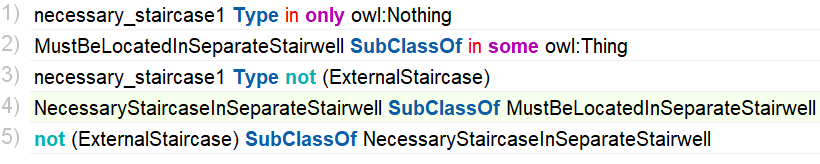 1) necessary_staircase1 Type in only owl:Nothing
2) MustBeLocatedInSeparateStairwell SubClassOf in some owl:Thing
3) necessary_staircase1 Type not (ExternalStaircase)
4) NecessaryStaircaseInSeparateStairwell SubClassOf MustBeLocatedInSeparateStairwell
5) not (ExternalStaircase) SubClassOf NecessaryStaircaseInSeparateStairwell